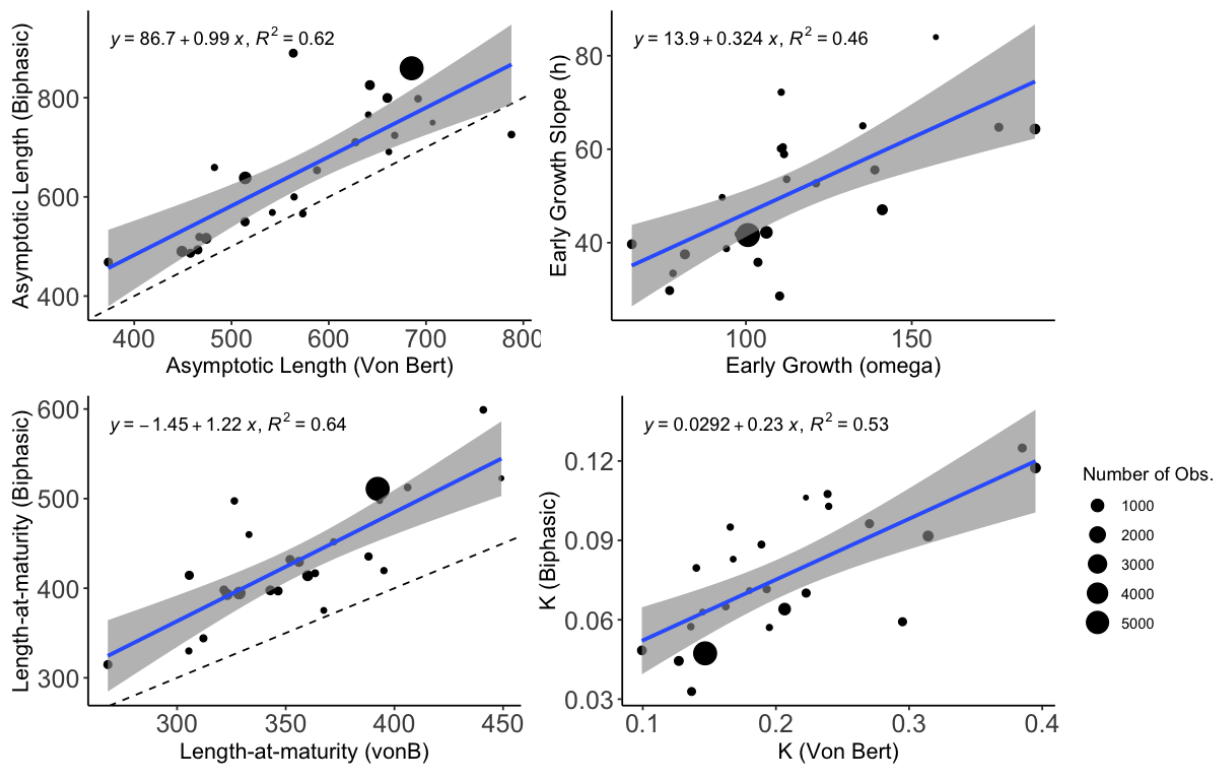 y = 86.7 + 0.99 x, R² = 0.62
Asymptotic Length (Biphasic)
800
600
400
400 500 600 700 800
Asymptotic Length (Von Bert)
y = 13.9 + 0.324 x, R² = 0.46
Early Growth Slope (h)
80
60
40
100 150
Early Growth (omega)
y = − 1.45 + 1.22 x, R² = 0.64
Length-at-maturity (Biphasic)
600
500
400
300
300 350 400 450
Length-at-maturity (vonB)
y = 0.0292 + 0.23 x, R² = 0.53
K (Biphasic)
0.12
0.09
0.06
0.03
0.1 0.2 0.3 0.4
K (Von Bert)
Number of Obs.
1000
2000
3000
4000
5000